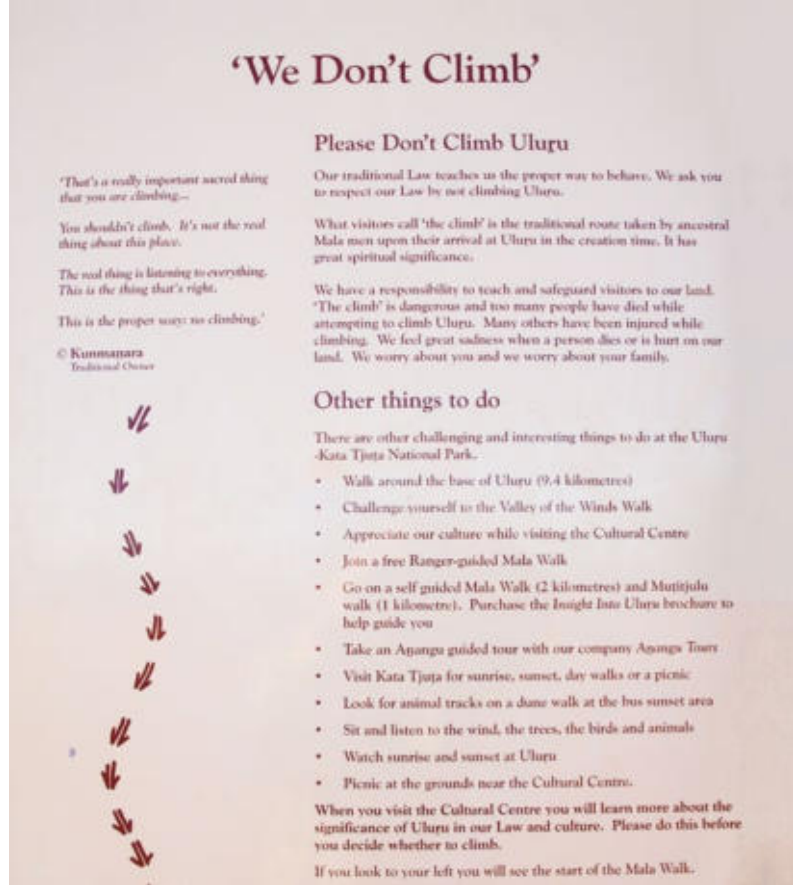 ‘We Don’t Climb’
‘That’s a really important sacred thing
that you are climbing...
You shouldn’t climb. It’s not the real
thing about this place.
The real thing is listening to everything.
This is the thing that’s right.
This is the proper way: no climbing.’
© Kunmanara
Traditional Owner
Please Don’t Climb Uluṟu
Our traditional Law teaches us the proper way to behave. We ask you
to respect our Law by not climbing Uluru.
What visitors call ‘the climb’ is the traditional route taken by ancestral
Mala men upon their arrival at Uluru in the creation time. It has
great spiritual significance.
We have a responsibility to teach and safeguard visitors to our land.
‘The climb’ is dangerous and too many people have died while
attempting to climb Uluru. Many others have been injured while
climbing. We feel great sadness when a person dies or is hurt on our
land. We worry about you and we worry about your family.
Other things to do
There are other challenging and interesting things to do at the Uluru
-Kata Tjuta National Park.
• Walk around the base of Uluru (9.4 kilometres)
• Challenge yourself to the Valley of the Winds Walk
• Appreciate our culture while visiting the Cultural Centre
• Join a free Ranger-guided Mala Walk
• Go on a self guided Mala Walk (2 kilometres) and Mutitjulu
walk (1 kilometre). Purchase the Insight Into Uluru brochure to
help guide you
• Take an Anangu guided tour with our company Anangu Tours
• Visit Kata Tjuta for sunrise, sunset, day walks or a picnic
• Look for animal tracks on a dune walk at the bus sunset area
• Sit and listen to the wind, the trees, the birds and animals
• Watch sunrise and sunset at Uluru
• Picnic at the grounds near the Cultural Centre.
When you visit the Cultural Centre you will learn more about the
significance of Uluru in our Law and culture. Please do this before
you decide whether to climb.
If you look to your left you will see the start of the Mala Walk.